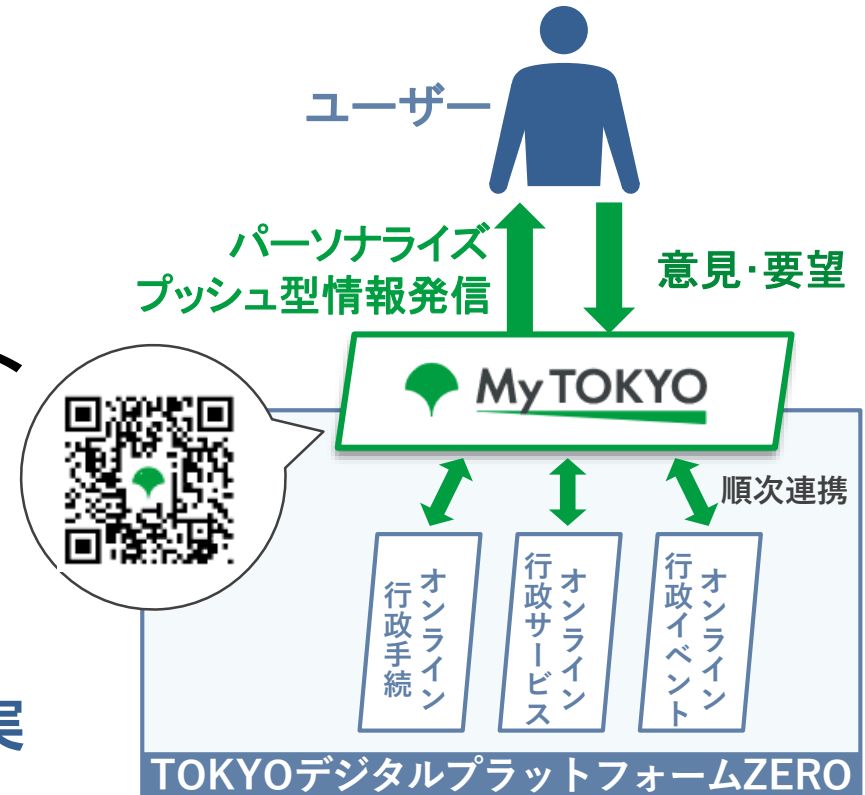 ユーザー
パーソナライズ
プッシュ型情報発信
意見・要望
My TOKYO
順次連携
オンライン
行政手続
オンライン
行政サービス
オンライン
行政イベント
実
TOKYOデジタルプラットフォームZERO